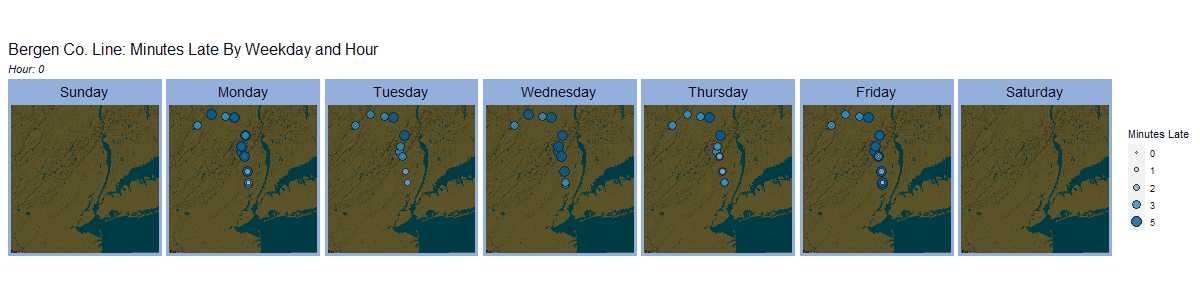 Bergen Co. Line: Minutes Late By Weekday and Hour
Hour: 0
Sunday Monday Tuesday Wednesday Thursday Friday Saturday
Minutes Late
0
1
2
3
5